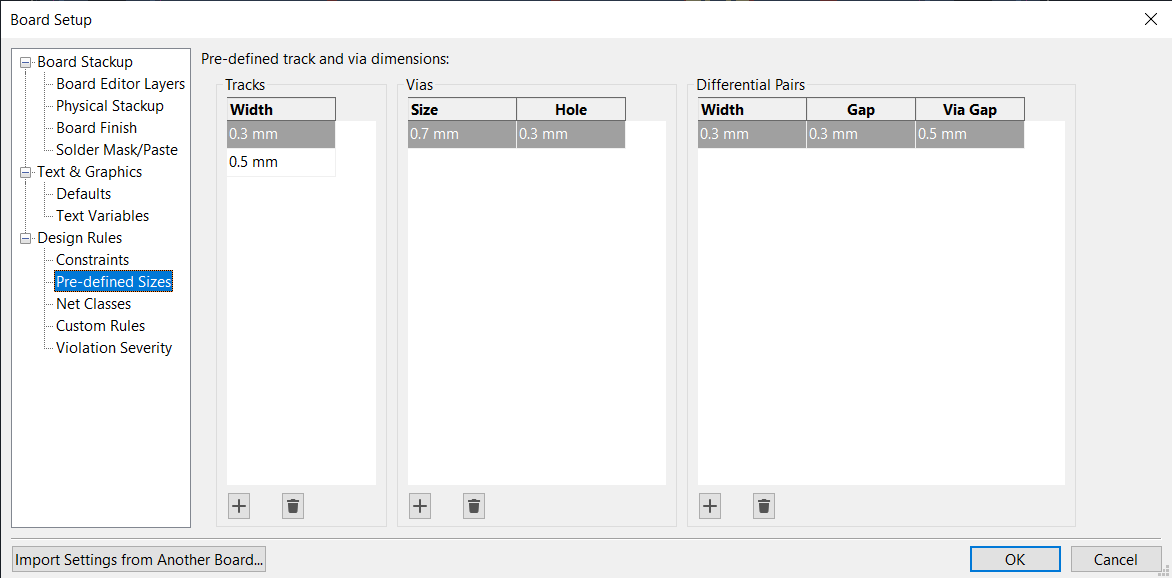 Board Setup
Board Stackup
Board Editor Layers
Physical Stackup
Board Finish
Solder Mask/Paste
Text & Graphics
Defaults
Text Variables
Design Rules
Constraints
Pre-defined Sizes
Net Classes
Custom Rules
Violation Severity
Pre-defined track and via dimensions:
Tracks
Width
0.3 mm
0.5 mm
Vias
Size Hole
0.7 mm 0.3 mm
Differential Pairs
Width Gap Via Gap
0.3 mm 0.3 mm 0.5 mm
Import Settings from Another Board...
OK
Cancel